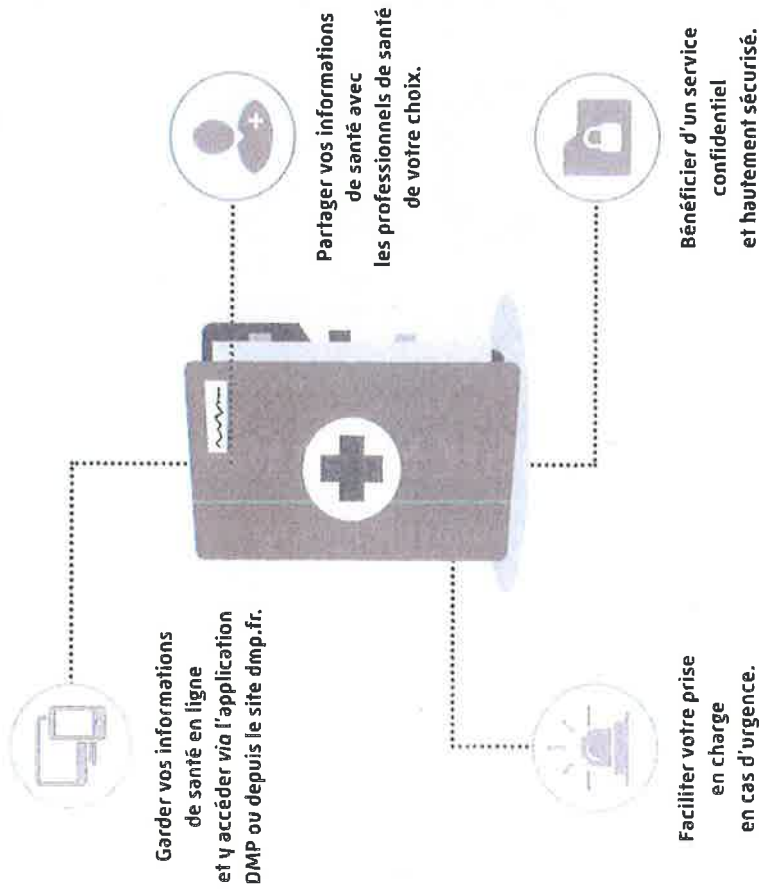 Garder vos informations
de santé en ligne
et y accéder via l'application
DMP ou depuis le site dmp.fr.
Partager vos informations
de santé avec
les professionnels de santé
de votre choix.
Faciliter votre prise
en charge
en cas d'urgence.
Bénéficier d'un service
confidentiel
et hautement sécurisé.